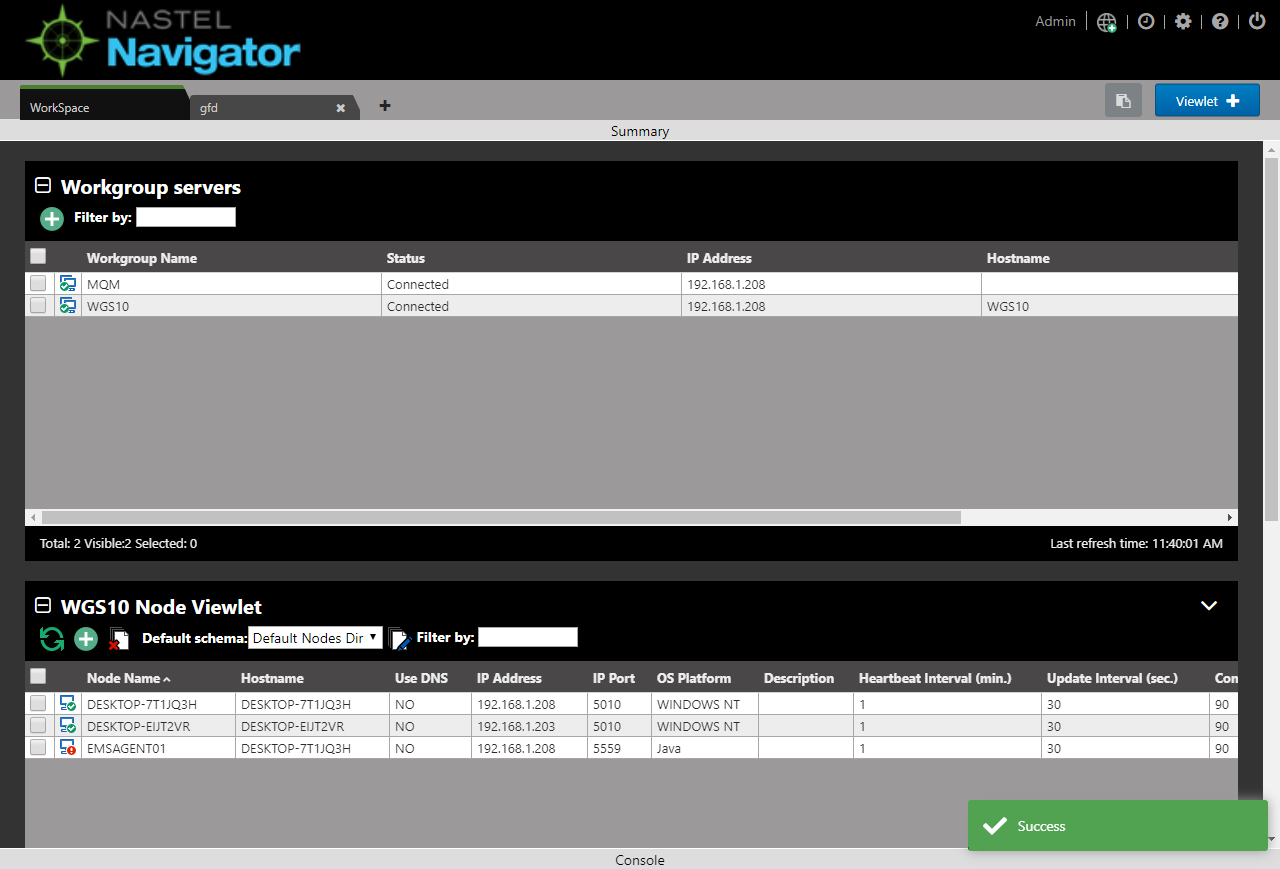 NASTEL
Navigator
Admin
WorkSpace
gfd
Viewlet
Summary
Workgroup servers
Filter by:
Workgroup Name Status IP Address Hostname
MQM Connected 192.168.1.208
WGS10 Connected 192.168.1.208 WGS10
Total: 2 Visible:2 Selected: 0
Last refresh time: 11:40:01 AM
WGS10 Node Viewlet
Default schema: Default Nodes Dir Filter by:
Node Name Hostname Use DNS IP Address IP Port OS Platform Description Heartbeat Interval (min.) Update Interval (sec.) Con
DESKTOP-7T1JQ3H DESKTOP-7T1JQ3H NO 192.168.1.208 5010 WINDOWS NT 1 30 90
DESKTOP-EIJT2VR DESKTOP-EIJT2VR NO 192.168.1.203 5010 WINDOWS NT 1 30 90
EMSAGENT01 DESKTOP-7T1JQ3H NO 192.168.1.208 5559 Java 1 30 90
Success
Console